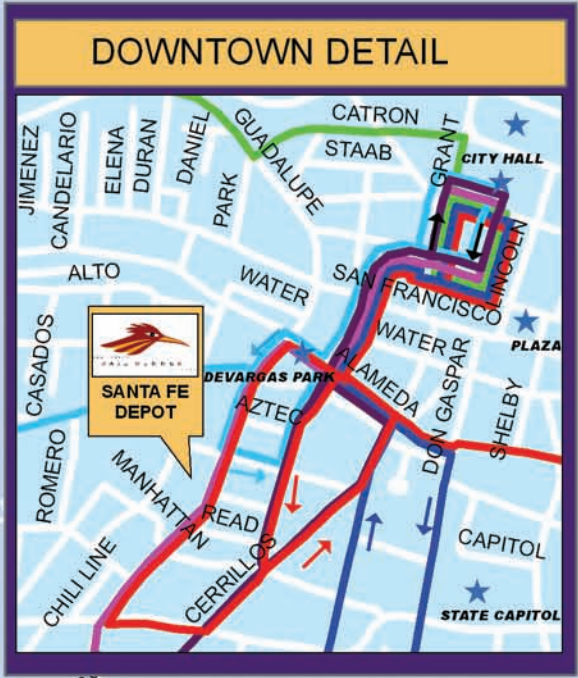 DOWNTOWN DETAIL
CATRON
GUADALUPE
STAAB
GRANT
CITY HALL
JIMENEZ
CANDELARIO
ELENA
DURAN
DANIEL
PARK
LINCOLN
ALTO
WATER
SAN FRANCISCO
WATER
PLAZA
CASADOS
SANTA FE
DEPOT
DEVARGAS PARK
ALAMEDA
AZTEC
DON GASPAR
SHELBY
ROMERO
MANHATTAN
READ
CAPITOL
CHILI LINE
CERRILLOS
STATE CAPITOL